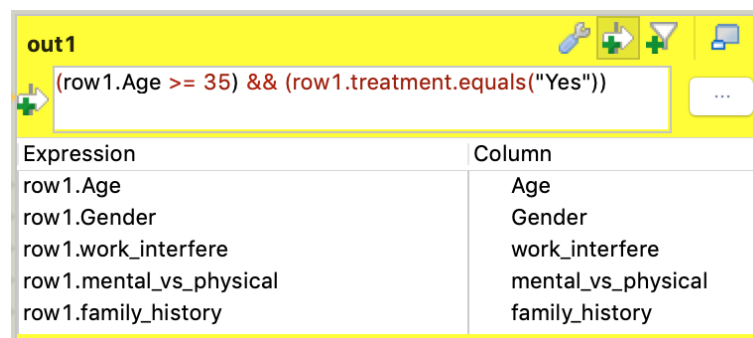 out1
(row1.Age >= 35) && (row1.treatment.equals("Yes"))
...
Expression Column
row1.Age Age
row1.Gender Gender
row1.work_interfere work_interfere
row1.mental_vs_physical mental_vs_physical
row1.family_history family_history